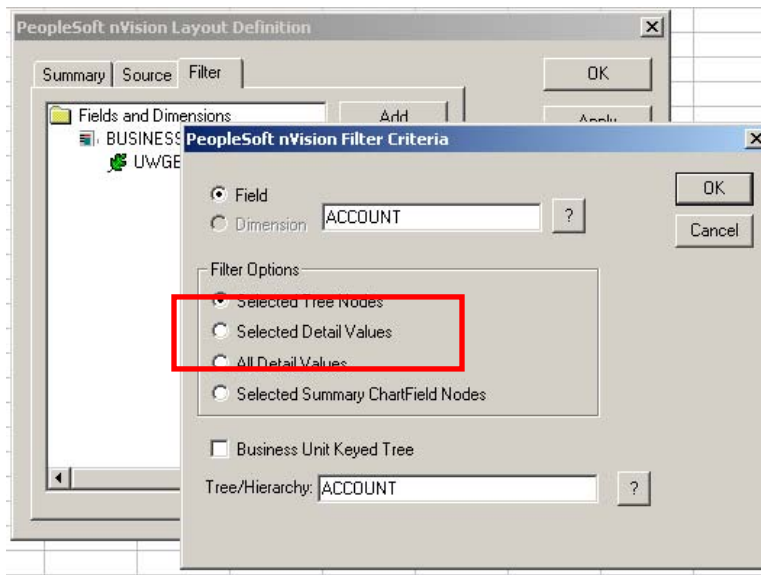 PeopleSoft nVision Layout Definition
Summary Source Filter
OK
Fields and Dimensions
Add
Apply
BUSINESS
UWGE
PeopleSoft nVision Filter Criteria
Field
Dimension
ACCOUNT
?
OK
Cancel
Filter Options
Selected Tree Nodes
Selected Detail Values
All Detail Values
Selected Summary ChartField Nodes
Business Unit Keyed Tree
Tree/Hierarchy: ACCOUNT
?